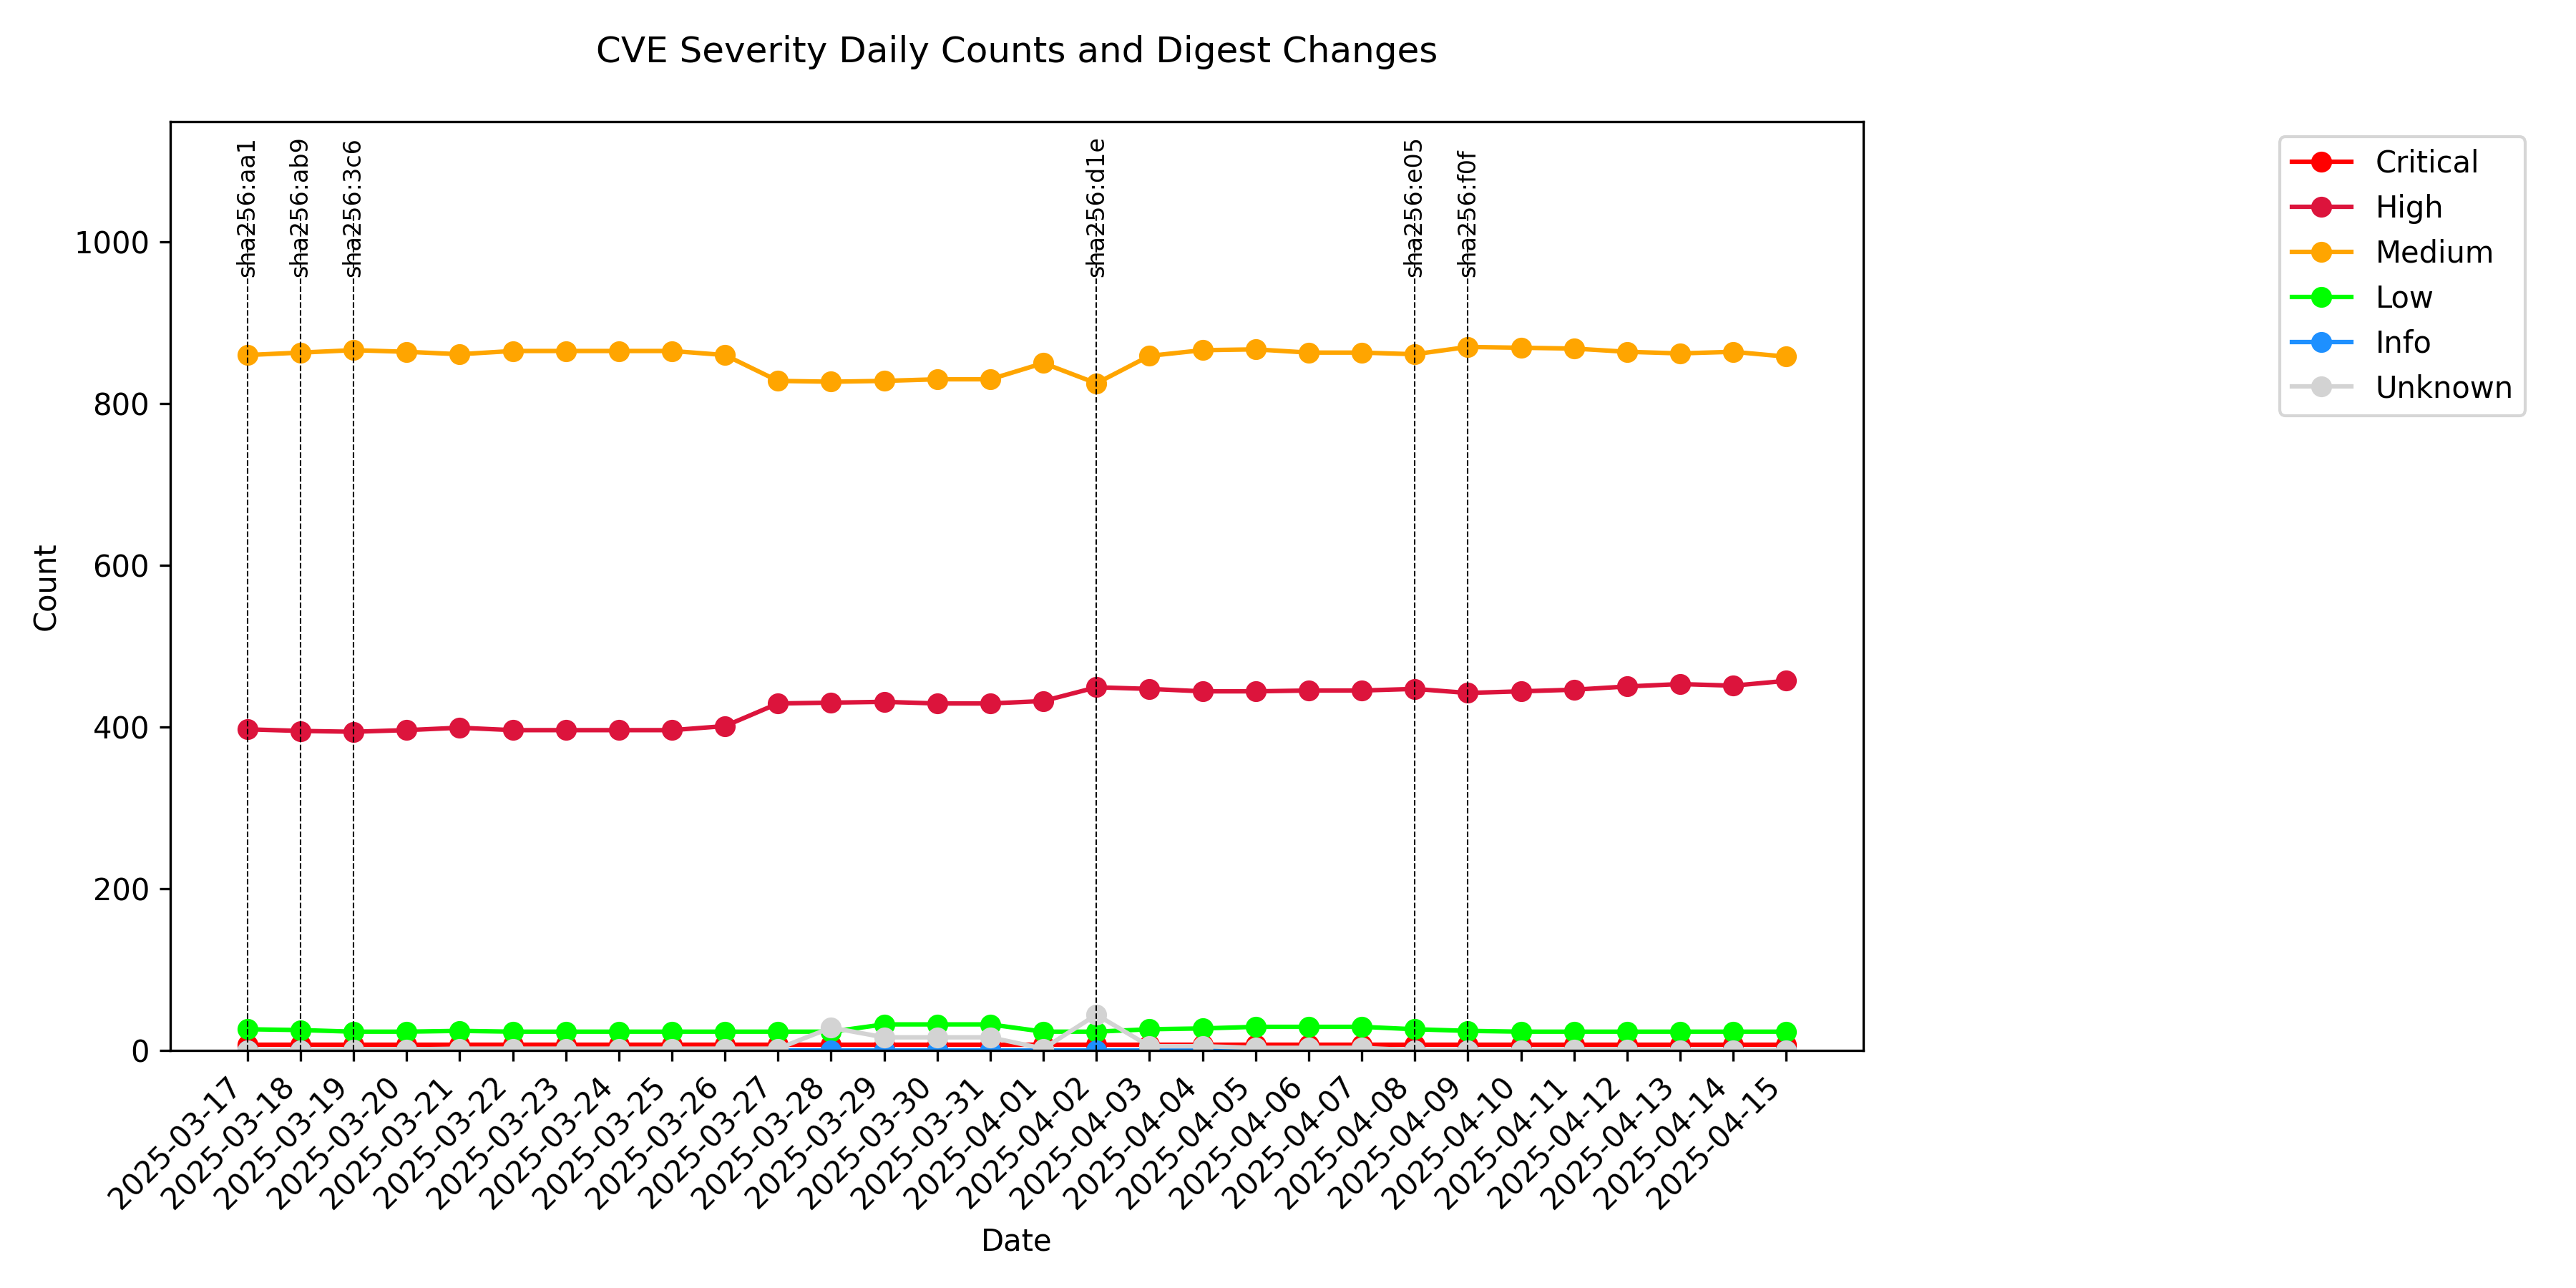 CVE Severity Daily Counts and Digest Changes
sha256:aa1
sha256:ab9
sha256:3c6
sha256:d1e
sha256:e05
sha256:f0f
Critical
High
Medium
Low
Info
Unknown
1000
800
600
400
200
0
Count
2025-03-17
2025-03-18
2025-03-19
2025-03-20
2025-03-21
2025-03-22
2025-03-23
2025-03-24
2025-03-25
2025-03-26
2025-03-27
2025-03-28
2025-03-29
2025-03-30
2025-03-31
2025-04-01
2025-04-02
2025-04-03
2025-04-04
2025-04-05
2025-04-06
2025-04-07
2025-04-08
2025-04-09
2025-04-10
2025-04-11
2025-04-12
2025-04-13
2025-04-14
2025-04-15
Date